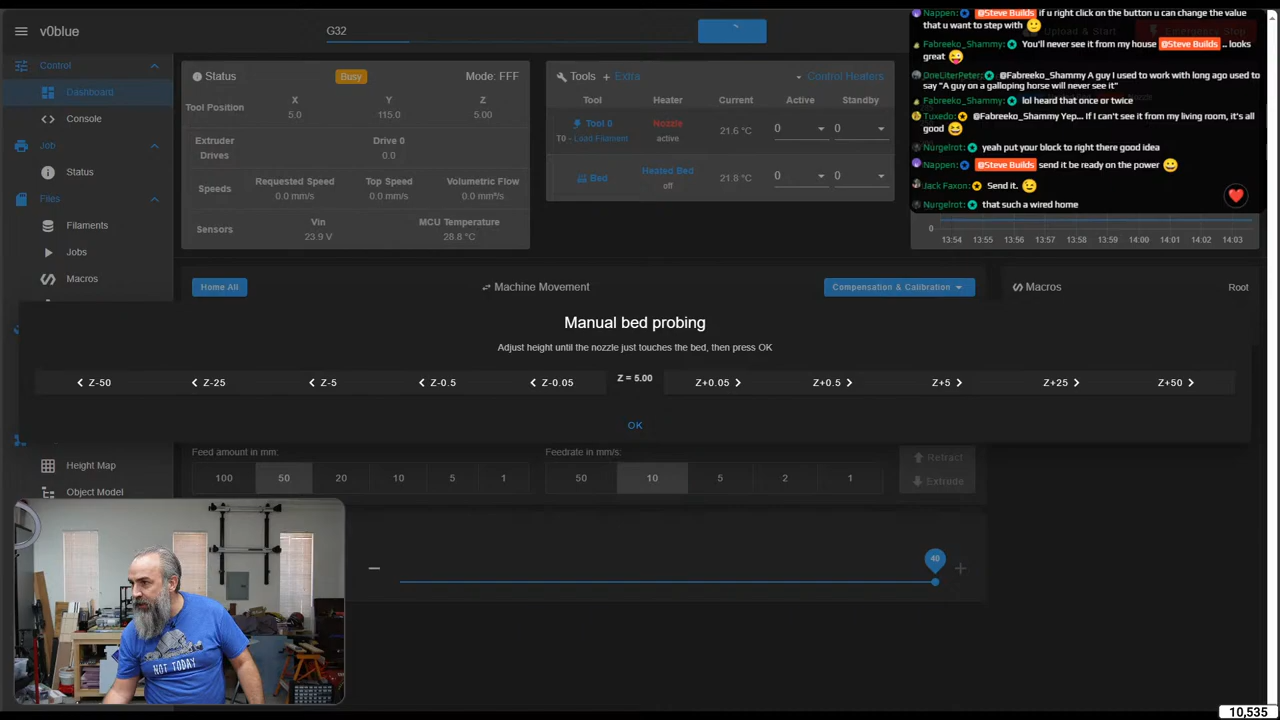 v0blue
G32
Upload & Start
Emergency Stop
Nappen: @Steve Builds if u right click on the button u can change the value
that u want to step with
Fabreeko_Shammy: You'll never see it from my house @Steve Builds .. looks
great
OneLiterPeter: @Fabreeko_Shammy A guy I used to work with long ago used to
say "A guy on a galloping horse will never see it"
Fabreeko_Shammy: lol heard that once or twice
Tuxedo: @Fabreeko_Shammy Yep... If I can't see it from my living room, it's all
good
Nurgelrot: yeah put your block to right there good idea
Nappen: @Steve Builds send it be ready on the power
Jack Faxon: Send it.
Nurgelrot: that such a wired home
Control
Dashboard
Console
Job
Status
Files
Filaments
Jobs
Macros
Height Map
Object Model
Status
Busy
Mode: FFF
Tool Position
X
Y
Z
5.0
115.0
5.00
Extruder
Drives
Drive 0
0.0
Speeds
Requested Speed
Top Speed
Volumetric Flow
0.0 mm/s
0.0 mm/s
0.0 mm³/s
Sensors
Vin
MCU Temperature
23.9 V
28.8 °C
Tools + Extra
Control Heaters
Tool
Heater
Current
Active
Standby
Tool 0
T0 - Load Filament
Nozzle
active
21.6 °C
0
0
Bed
Heated Bed
off
21.8 °C
0
0
0
13:54 13:55 13:56 13:57 13:58 13:59 14:00 14:01 14:02 14:03
Home All
Machine Movement
Compensation & Calibration
Macros
Root
Manual bed probing
Adjust height until the nozzle just touches the bed, then press OK
Z-50
Z-25
Z-5
Z-0.5
Z-0.05
Z = 5.00
Z+0.05
Z+0.5
Z+5
Z+25
Z+50
OK
Feed amount in mm:
100 50 20 10 5 1
Feedrate in mm/s:
50 10 5 2 1
Retract
Extrude
40
NOT TODAY
10,535